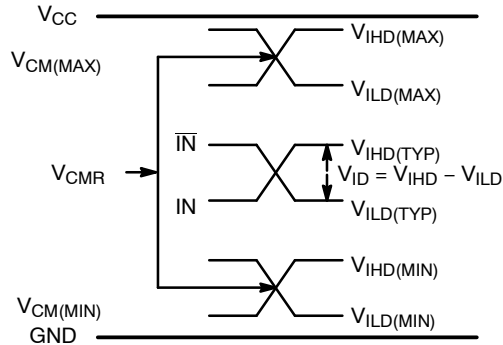 VCC
VIHD(MAX)
VCM(MAX)
VILD(MAX)
IN
VIHD(TYP)
VCMR
VID = VIHD − VILD
IN
VILD(TYP)
VIHD(MIN)
VCM(MIN)
VILD(MIN)
GND